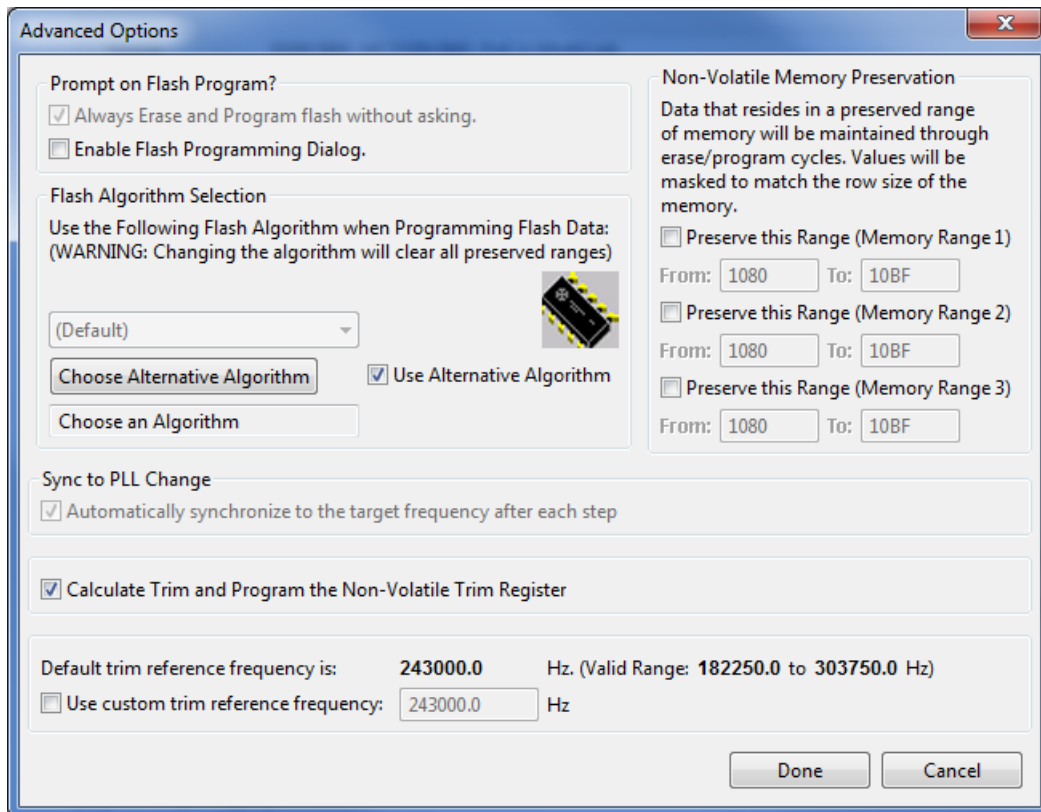 Advanced Options
Prompt on Flash Program?
Always Erase and Program flash without asking.
Enable Flash Programming Dialog.
Flash Algorithm Selection
Use the Following Flash Algorithm when Programming Flash Data:
(WARNING: Changing the algorithm will clear all preserved ranges)
(Default)
Choose Alternative Algorithm
Use Alternative Algorithm
Choose an Algorithm
Non-Volatile Memory Preservation
Data that resides in a preserved range
of memory will be maintained through
erase/program cycles. Values will be
masked to match the row size of the
memory.
Preserve this Range (Memory Range 1)
From: 1080 To: 10BF
Preserve this Range (Memory Range 2)
From: 1080 To: 10BF
Preserve this Range (Memory Range 3)
From: 1080 To: 10BF
Sync to PLL Change
Automatically synchronize to the target frequency after each step
Calculate Trim and Program the Non-Volatile Trim Register
Default trim reference frequency is: 243000.0 Hz. (Valid Range: 182250.0 to 303750.0 Hz)
Use custom trim reference frequency: 243000.0 Hz
Done Cancel